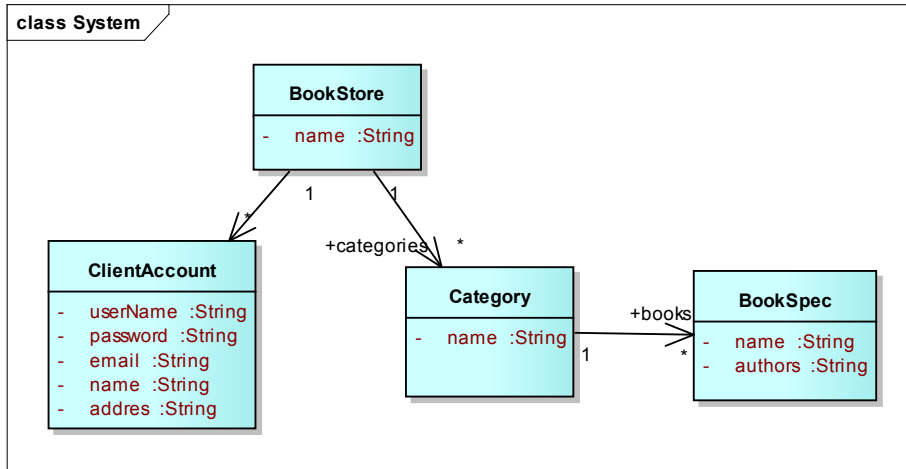 class System
BookStore
- name :String
1
1
*
+categories
*
ClientAccount
- userName :String
- password :String
- email :String
- name :String
- addres :String
Category
- name :String
1
+books
*
BookSpec
- name :String
- authors :String